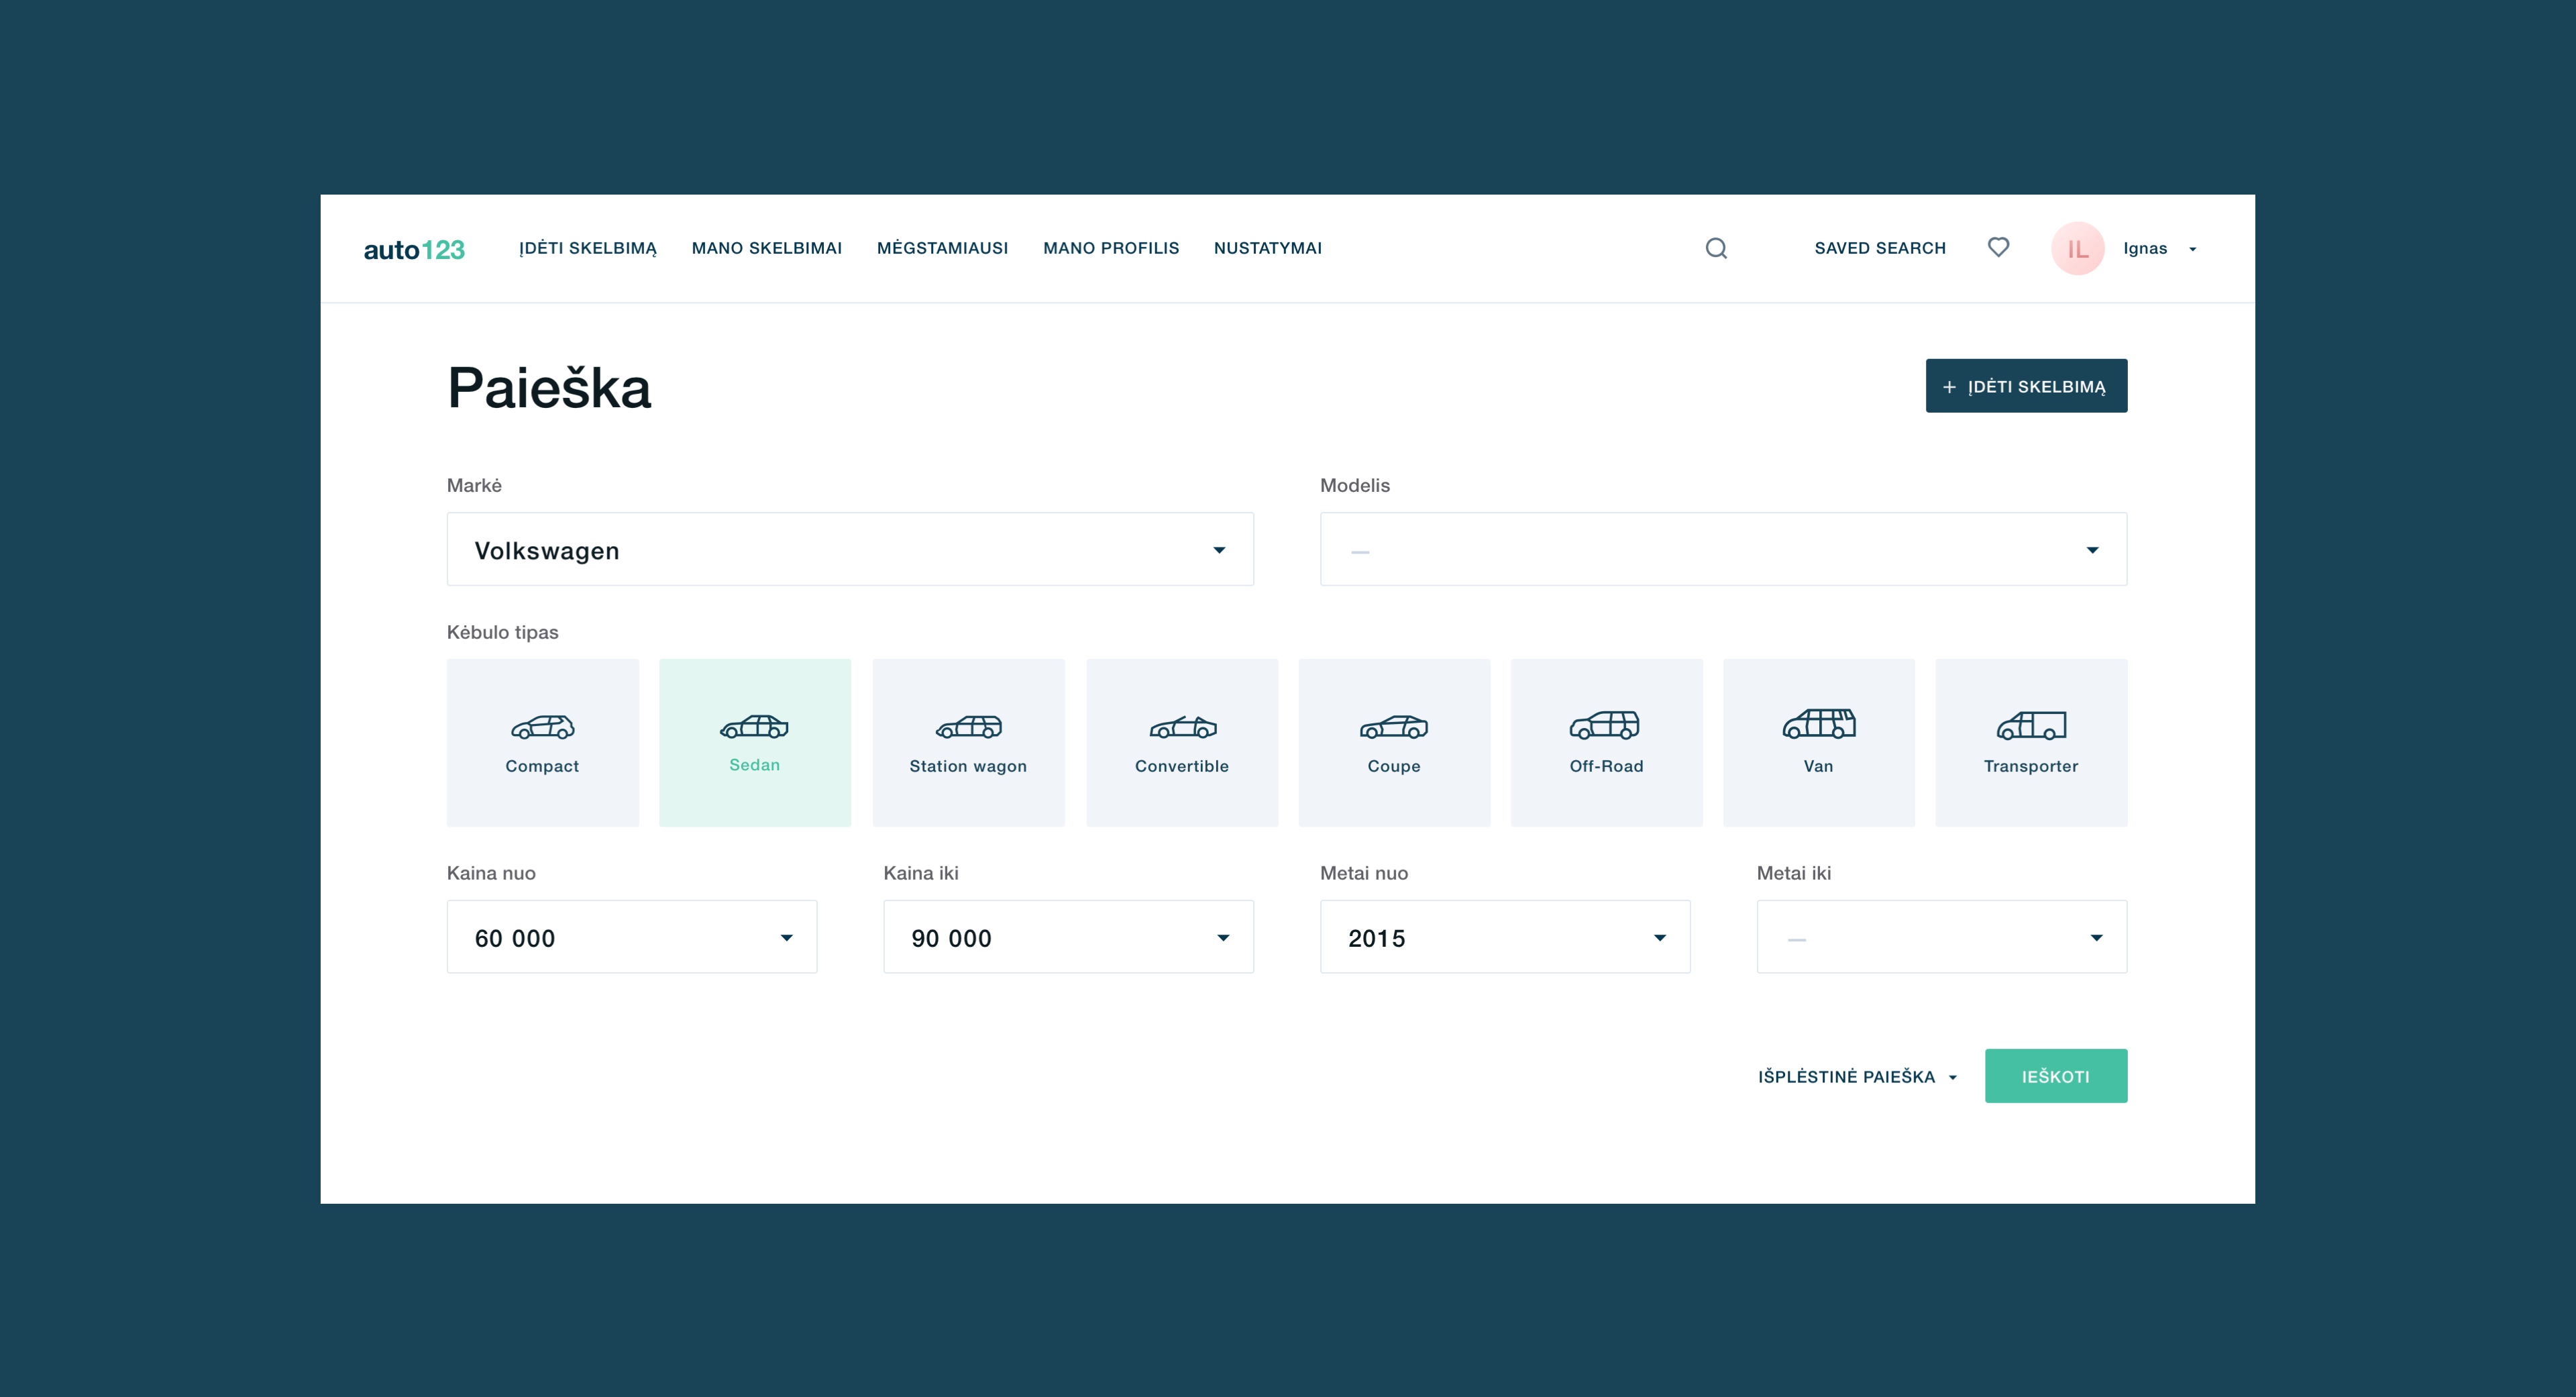 auto123 ĮDĖTI SKELBIMĄ MANO SKELBIMAI MĖGSTAMIAUSI MANO PROFILIS NUSTATYMAI SAVED SEARCH IL Ignas
Paieška
+ ĮDĖTI SKELBIMĄ
Markė Modelis
Volkswagen —
Kėbulo tipas
Compact Sedan Station wagon Convertible Coupe Off-Road Van Transporter
Kaina nuo Kaina iki Metai nuo Metai iki
60 000 90 000 2015 —
IŠPLĖSTINĖ PAIEŠKA IEŠKOTI